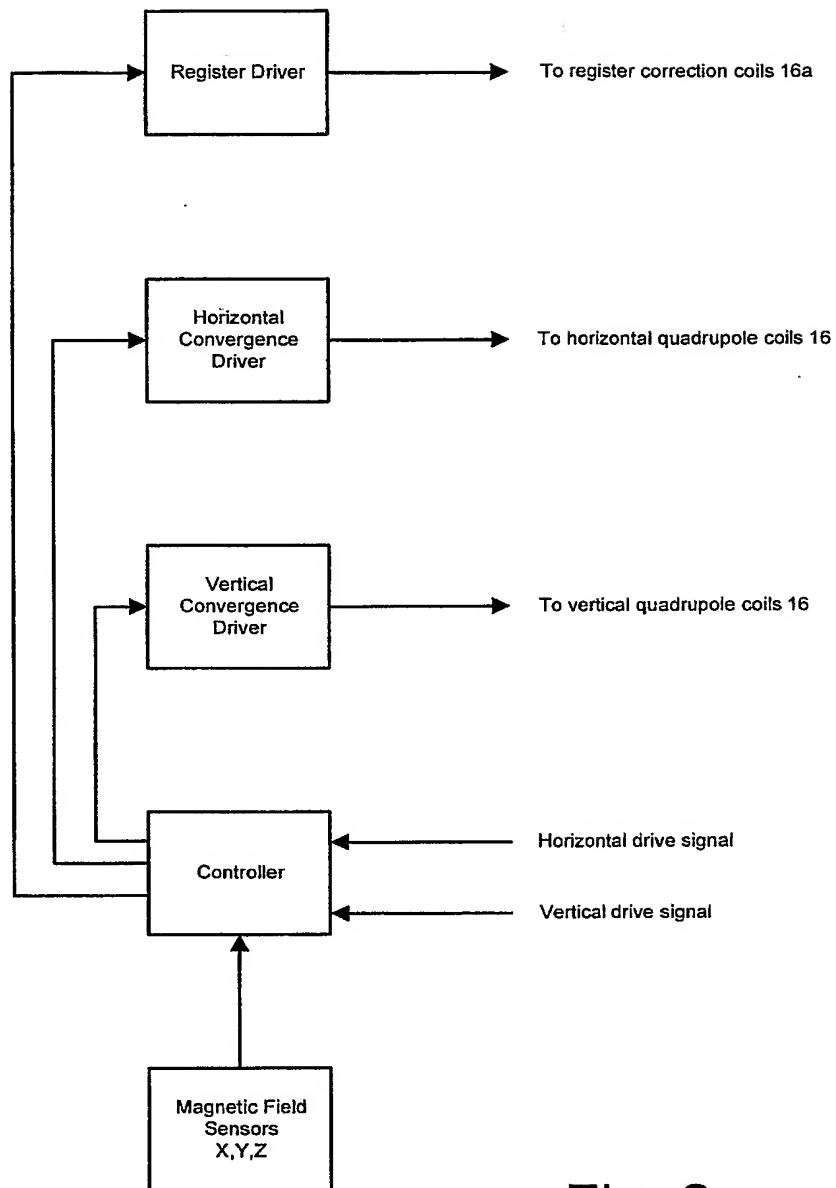 Register Driver
To register correction coils 16a
Horizontal
Convergence
Driver
To horizontal quadrupole coils 16
Vertical
Convergence
Driver
To vertical quadrupole coils 16
Controller
Horizontal drive signal
Vertical drive signal
Magnetic Field
Sensors
X,Y,Z